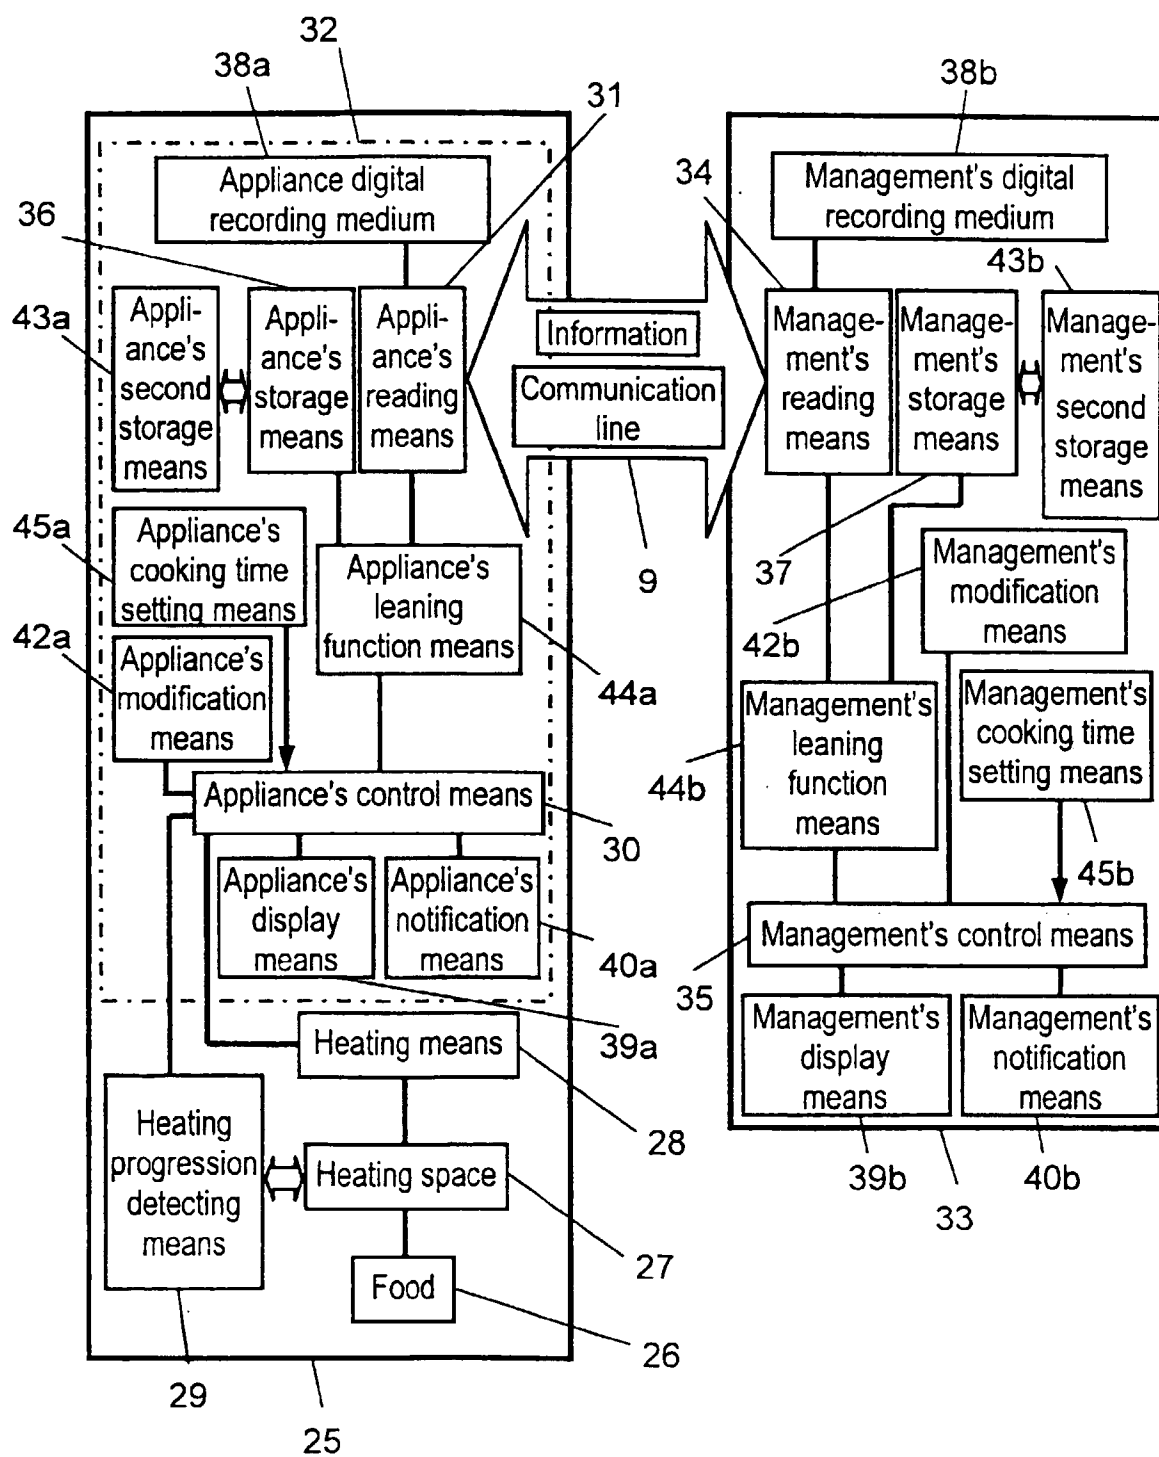 32
38a
31
38b
Appliance digital
recording medium
36
34
Management's digital
recording medium
43b
43a
Appli-
ance's
second
storage
means
Appli-
ance's
storage
means
Appli-
ance's
reading
means
Information
Communication
line
Manage-
ment's
reading
means
Manage-
ment's
storage
means
Manage-
ment's
second
storage
means
45a
Appliance's
cooking time
setting means
9
37
42b
Management's
modification
means
42a
Appliance's
modification
means
Appliance's
leaning
function means
44a
44b
Management's
leaning
function
means
Management's
cooking time
setting means
Appliance's control means
30
45b
Appliance's
display
means
Appliance's
notification
means
40a
35
Management's control means
39a
Heating means
Management's
display
means
Management's
notification
means
Heating
progression
detecting
means
28
Heating space
39b
40b
33
27
Food
26
29
25